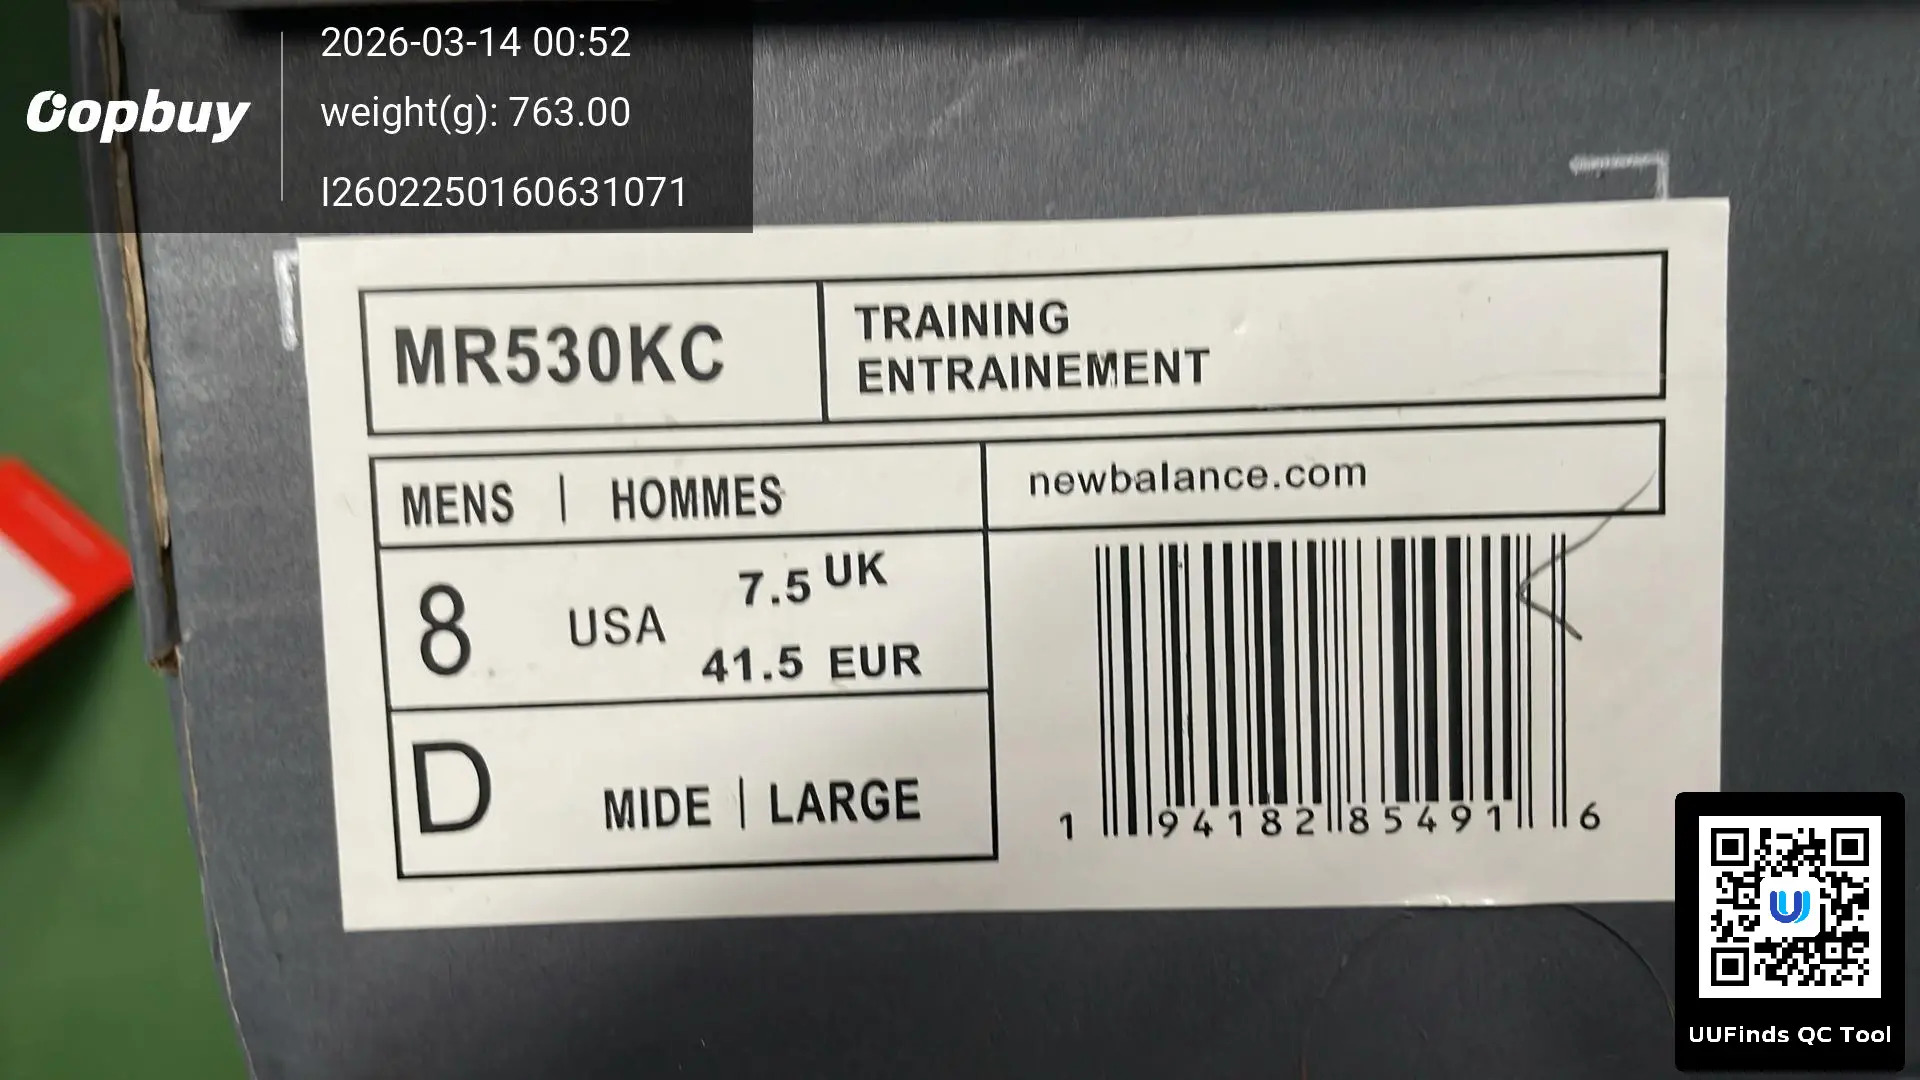 Oopbuy
2026-03-14 00:52
weight(g): 763.00
I2602250160631071
MR530KC
TRAINING
ENTRAINEMENT
MENS | HOMMES
newbalance.com
8 USA 7.5 UK
41.5 EUR
D MIDE | LARGE
1 94182 85491 6
UUFinds QC Tool